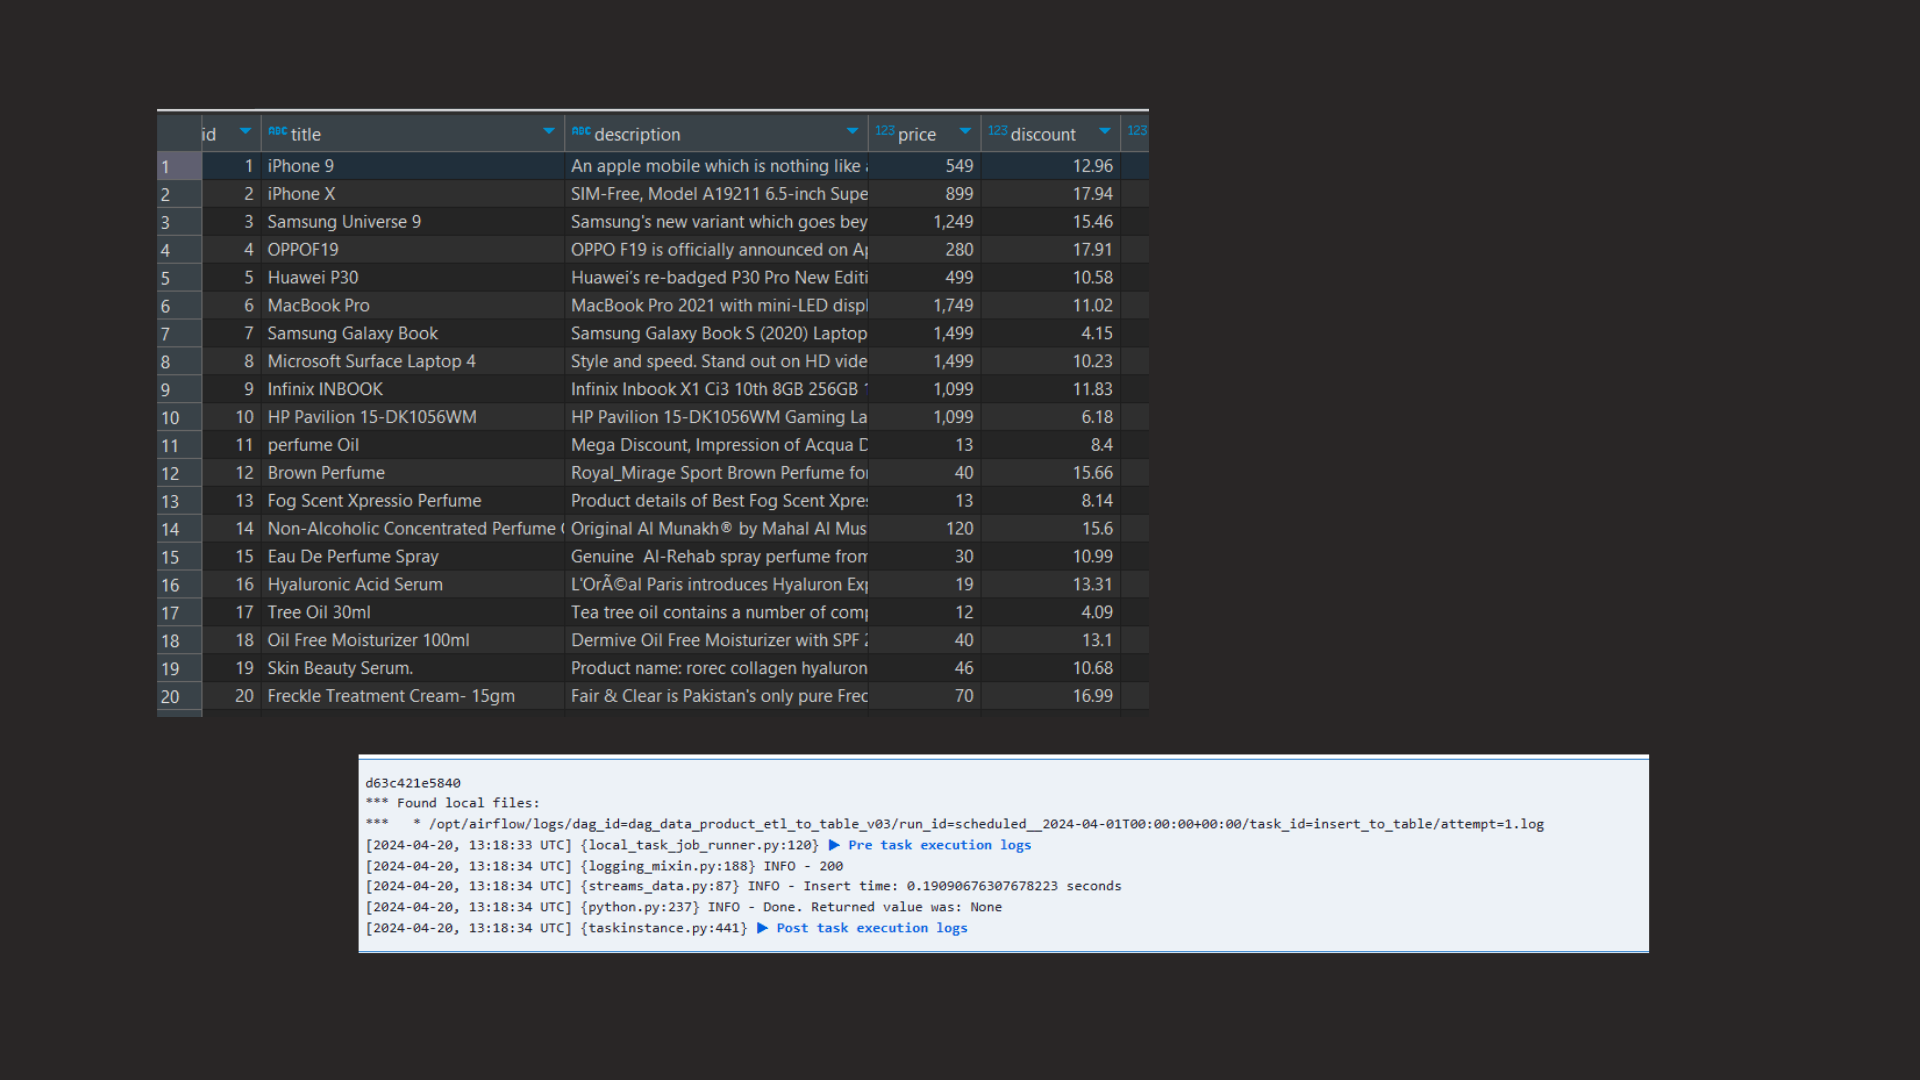 id ABC title ABC description 123 price 123 discount 123
1 1 iPhone 9 An apple mobile which is nothing like 549 12.96
2 2 iPhone X SIM-Free, Model A19211 6.5-inch Supe 899 17.94
3 3 Samsung Universe 9 Samsung's new variant which goes bey 1,249 15.46
4 4 OPPOF19 OPPO F19 is officially announced on Ap 280 17.91
5 5 Huawei P30 Huawei's re-badged P30 Pro New Editi 499 10.58
6 6 MacBook Pro MacBook Pro 2021 with mini-LED displ 1,749 11.02
7 7 Samsung Galaxy Book Samsung Galaxy Book S (2020) Laptop 1,499 4.15
8 8 Microsoft Surface Laptop 4 Style and speed. Stand out on HD vide 1,499 10.23
9 9 Infinix INBOOK Infinix Inbook X1 Ci3 10th 8GB 256GB 1,099 11.83
10 10 HP Pavilion 15-DK1056WM HP Pavilion 15-DK1056WM Gaming La 1,099 6.18
11 11 perfume Oil Mega Discount, Impression of Acqua D 13 8.4
12 12 Brown Perfume Royal_Mirage Sport Brown Perfume fo 40 15.66
13 13 Fog Scent Xpressio Perfume Product details of Best Fog Scent Xpres 13 8.14
14 14 Non-Alcoholic Concentrated Perfume Original Al Munakh® by Mahal Al Mus 120 15.6
15 15 Eau De Perfume Spray Genuine  Al-Rehab spray perfume from 30 10.99
16 16 Hyaluronic Acid Serum L'OrÃ©al Paris introduces Hyaluron Exp 19 13.31
17 17 Tree Oil 30ml Tea tree oil contains a number of comp 12 4.09
18 18 Oil Free Moisturizer 100ml Dermive Oil Free Moisturizer with SPF 40 13.1
19 19 Skin Beauty Serum. Product name: rorec collagen hyaluron 46 10.68
20 20 Freckle Treatment Cream- 15gm Fair & Clear is Pakistan's only pure Frec 70 16.99
d63c421e5840
*** Found local files:
***   * /opt/airflow/logs/dag_id=dag_data_product_etl_to_table_v03/run_id=scheduled__2024-04-01T00:00:00+00:00/task_id=insert_to_table/attempt=1.log
[2024-04-20, 13:18:33 UTC] {local_task_job_runner.py:120} ▶ Pre task execution logs
[2024-04-20, 13:18:34 UTC] {logging_mixin.py:188} INFO - 200
[2024-04-20, 13:18:34 UTC] {streams_data.py:87} INFO - Insert time: 0.19090676307678223 seconds
[2024-04-20, 13:18:34 UTC] {python.py:237} INFO - Done. Returned value was: None
[2024-04-20, 13:18:34 UTC] {taskinstance.py:441} ▶ Post task execution logs